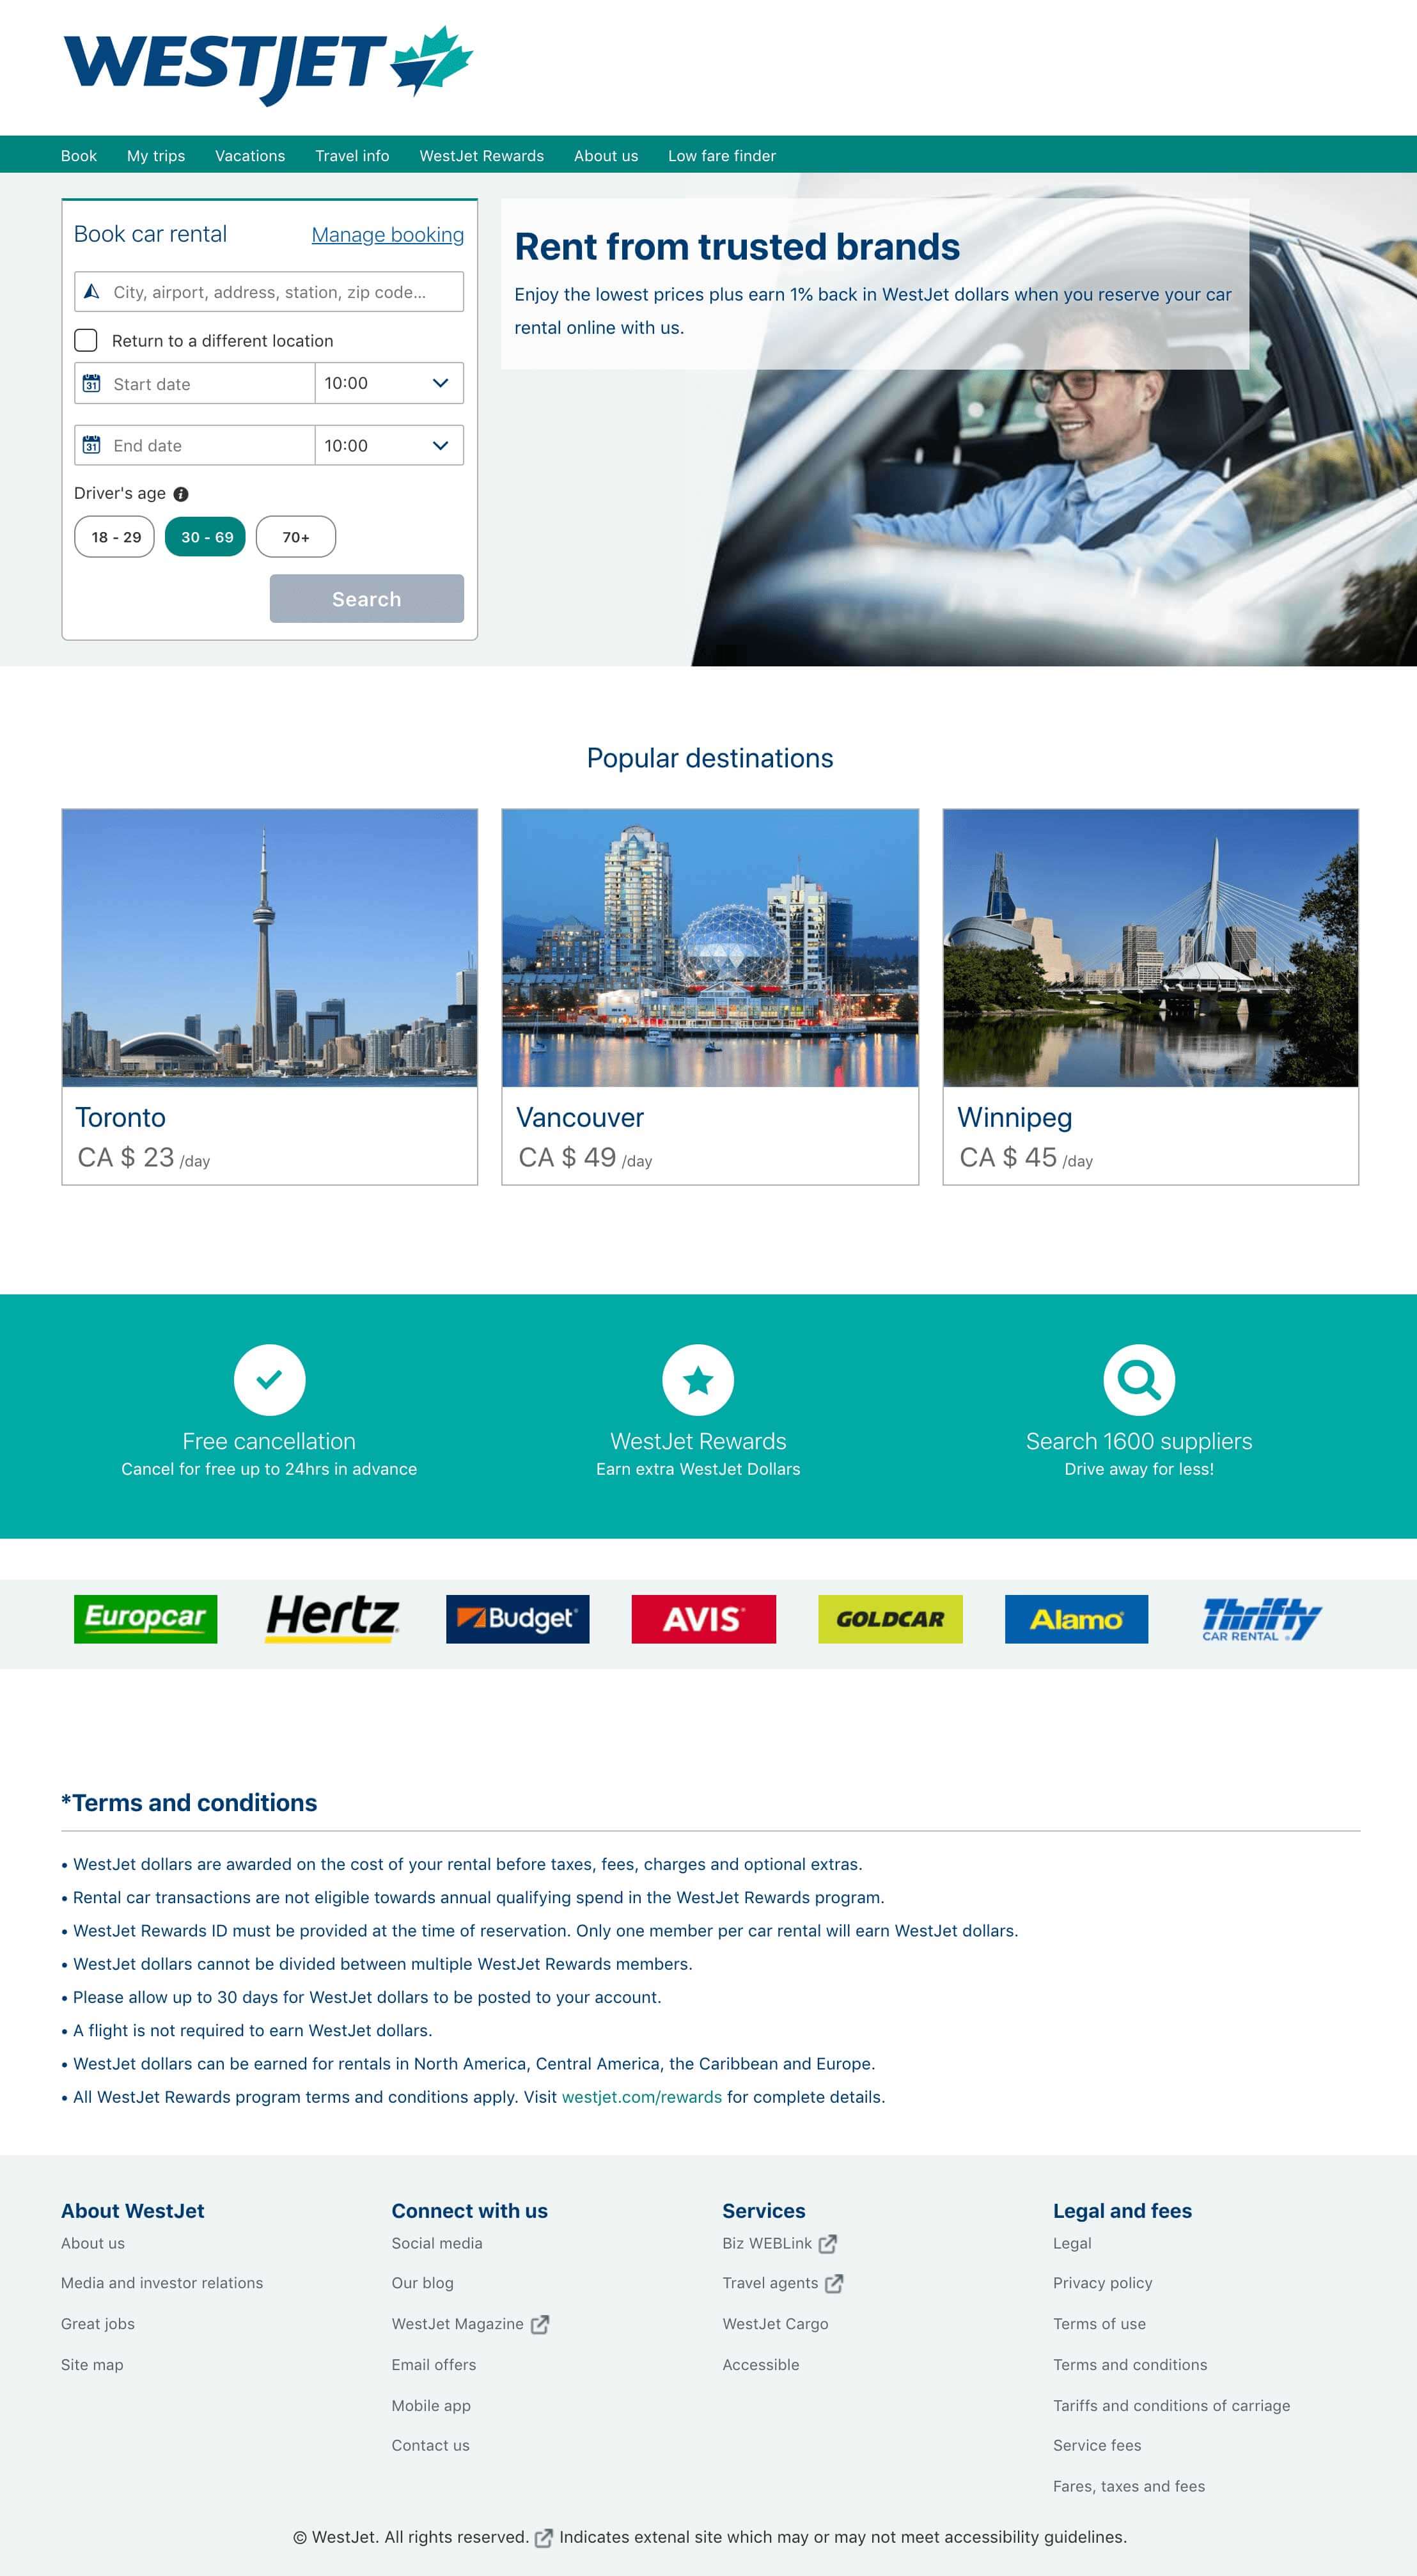 WESTJET
Book My trips Vacations Travel info WestJet Rewards About us Low fare finder
Book car rental Manage booking
City, airport, address, station, zip code...
Return to a different location
31 Start date 10:00
31 End date 10:00
Driver's age i
18 - 29 30 - 69 70+
Search
Rent from trusted brands
Enjoy the lowest prices plus earn 1% back in WestJet dollars when you reserve your car
rental online with us.
Popular destinations
Toronto
CA $ 23 /day
Vancouver
CA $ 49 /day
Winnipeg
CA $ 45 /day
Free cancellation
Cancel for free up to 24hrs in advance
WestJet Rewards
Earn extra WestJet Dollars
Search 1600 suppliers
Drive away for less!
Europcar Hertz Budget AVIS GOLDCAR Alamo Thrifty
CAR RENTAL
*Terms and conditions
• WestJet dollars are awarded on the cost of your rental before taxes, fees, charges and optional extras.
• Rental car transactions are not eligible towards annual qualifying spend in the WestJet Rewards program.
• WestJet Rewards ID must be provided at the time of reservation. Only one member per car rental will earn WestJet dollars.
• WestJet dollars cannot be divided between multiple WestJet Rewards members.
• Please allow up to 30 days for WestJet dollars to be posted to your account.
• A flight is not required to earn WestJet dollars.
• WestJet dollars can be earned for rentals in North America, Central America, the Caribbean and Europe.
• All WestJet Rewards program terms and conditions apply. Visit westjet.com/rewards for complete details.
About WestJet
About us
Media and investor relations
Great jobs
Site map
Connect with us
Social media
Our blog
WestJet Magazine
Email offers
Mobile app
Contact us
Services
Biz WEBLink
Travel agents
WestJet Cargo
Accessible
Legal and fees
Legal
Privacy policy
Terms of use
Terms and conditions
Tariffs and conditions of carriage
Service fees
Fares, taxes and fees
© WestJet. All rights reserved. Indicates extenal site which may or may not meet accessibility guidelines.